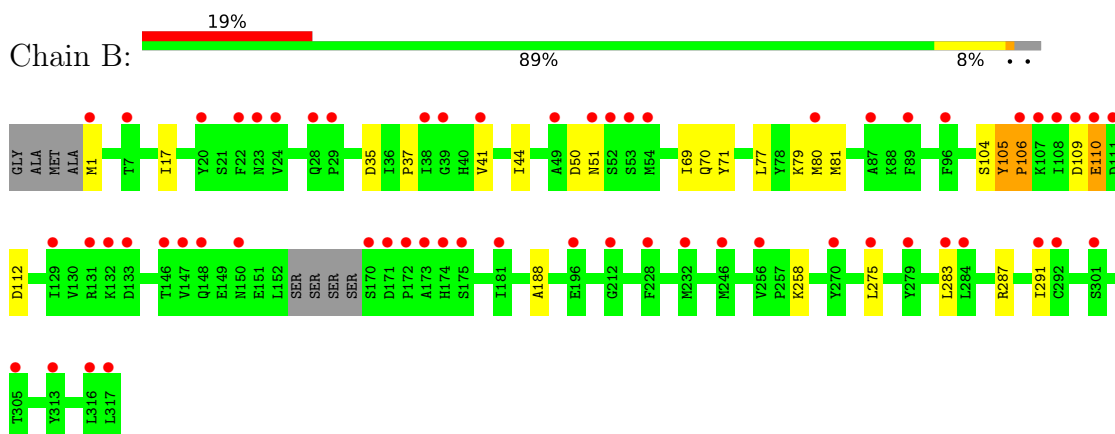 19%
Chain B:
89% 8% • •
GLY ALA MET ALA M1 T7 I17 Y20 S21 F22 N23 V24 Q28 P29 D35 I36 P37 I38 G39 H40 V41 I44 A49 D50 N51 S52 S53 M54 I69 Q70 Y71 L77 Y78 K79 M80 M81 A87 K88 F89 F96 S104 Y105 P106 K107 I108 D109 E110 D111
D112 I129 V130 R131 K132 D133 T146 V147 Q148 E149 N150 E151 L152 SER SER SER SER S170 D171 P172 A173 H174 S175 I181 A188 E196 G212 F228 M232 M246 V256 P257 K258 Y270 L275 Y279 L283 L284 R287 I291 C292 S301
T305 Y313 L316 L317